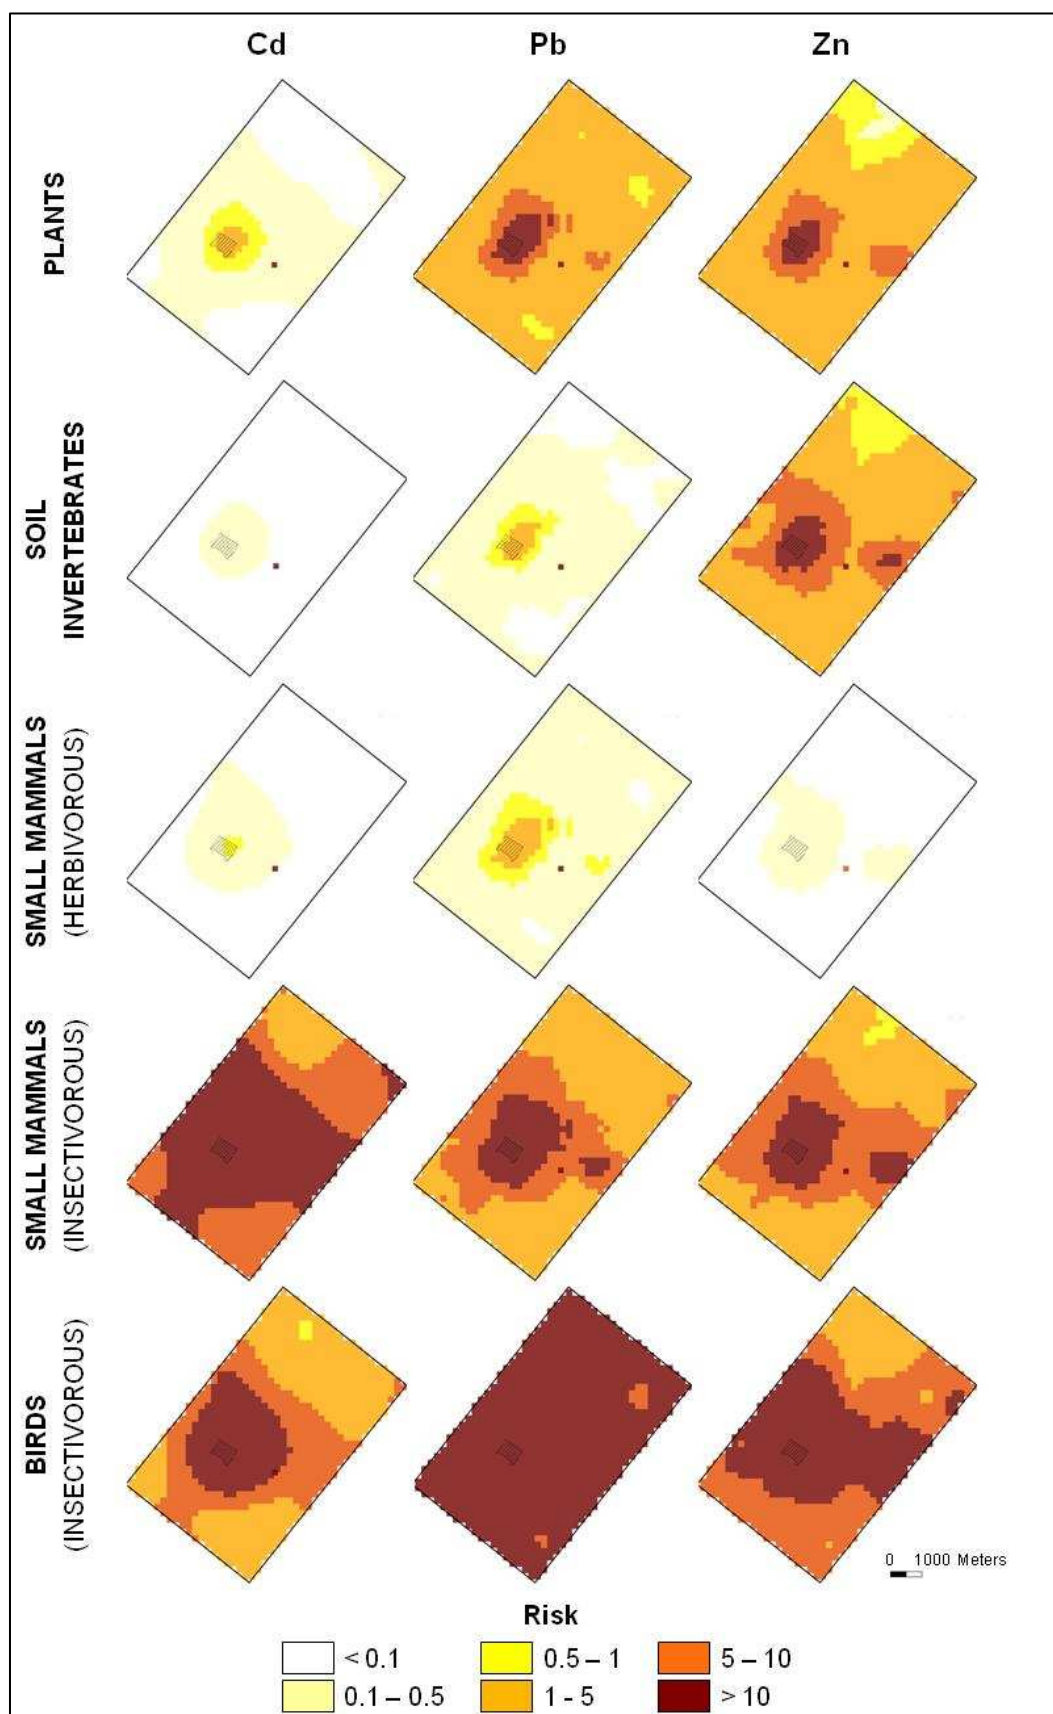 Cd Pb Zn
PLANTS
SOIL
INVERTEBRATES
SMALL MAMMALS
(HERBIVOROUS)
SMALL MAMMALS
(INSECTIVOROUS)
BIRDS
(INSECTIVOROUS)
0 1000 Meters
Risk
< 0.1 0.5 – 1 5 – 10
0.1 – 0.5 1 - 5 > 10